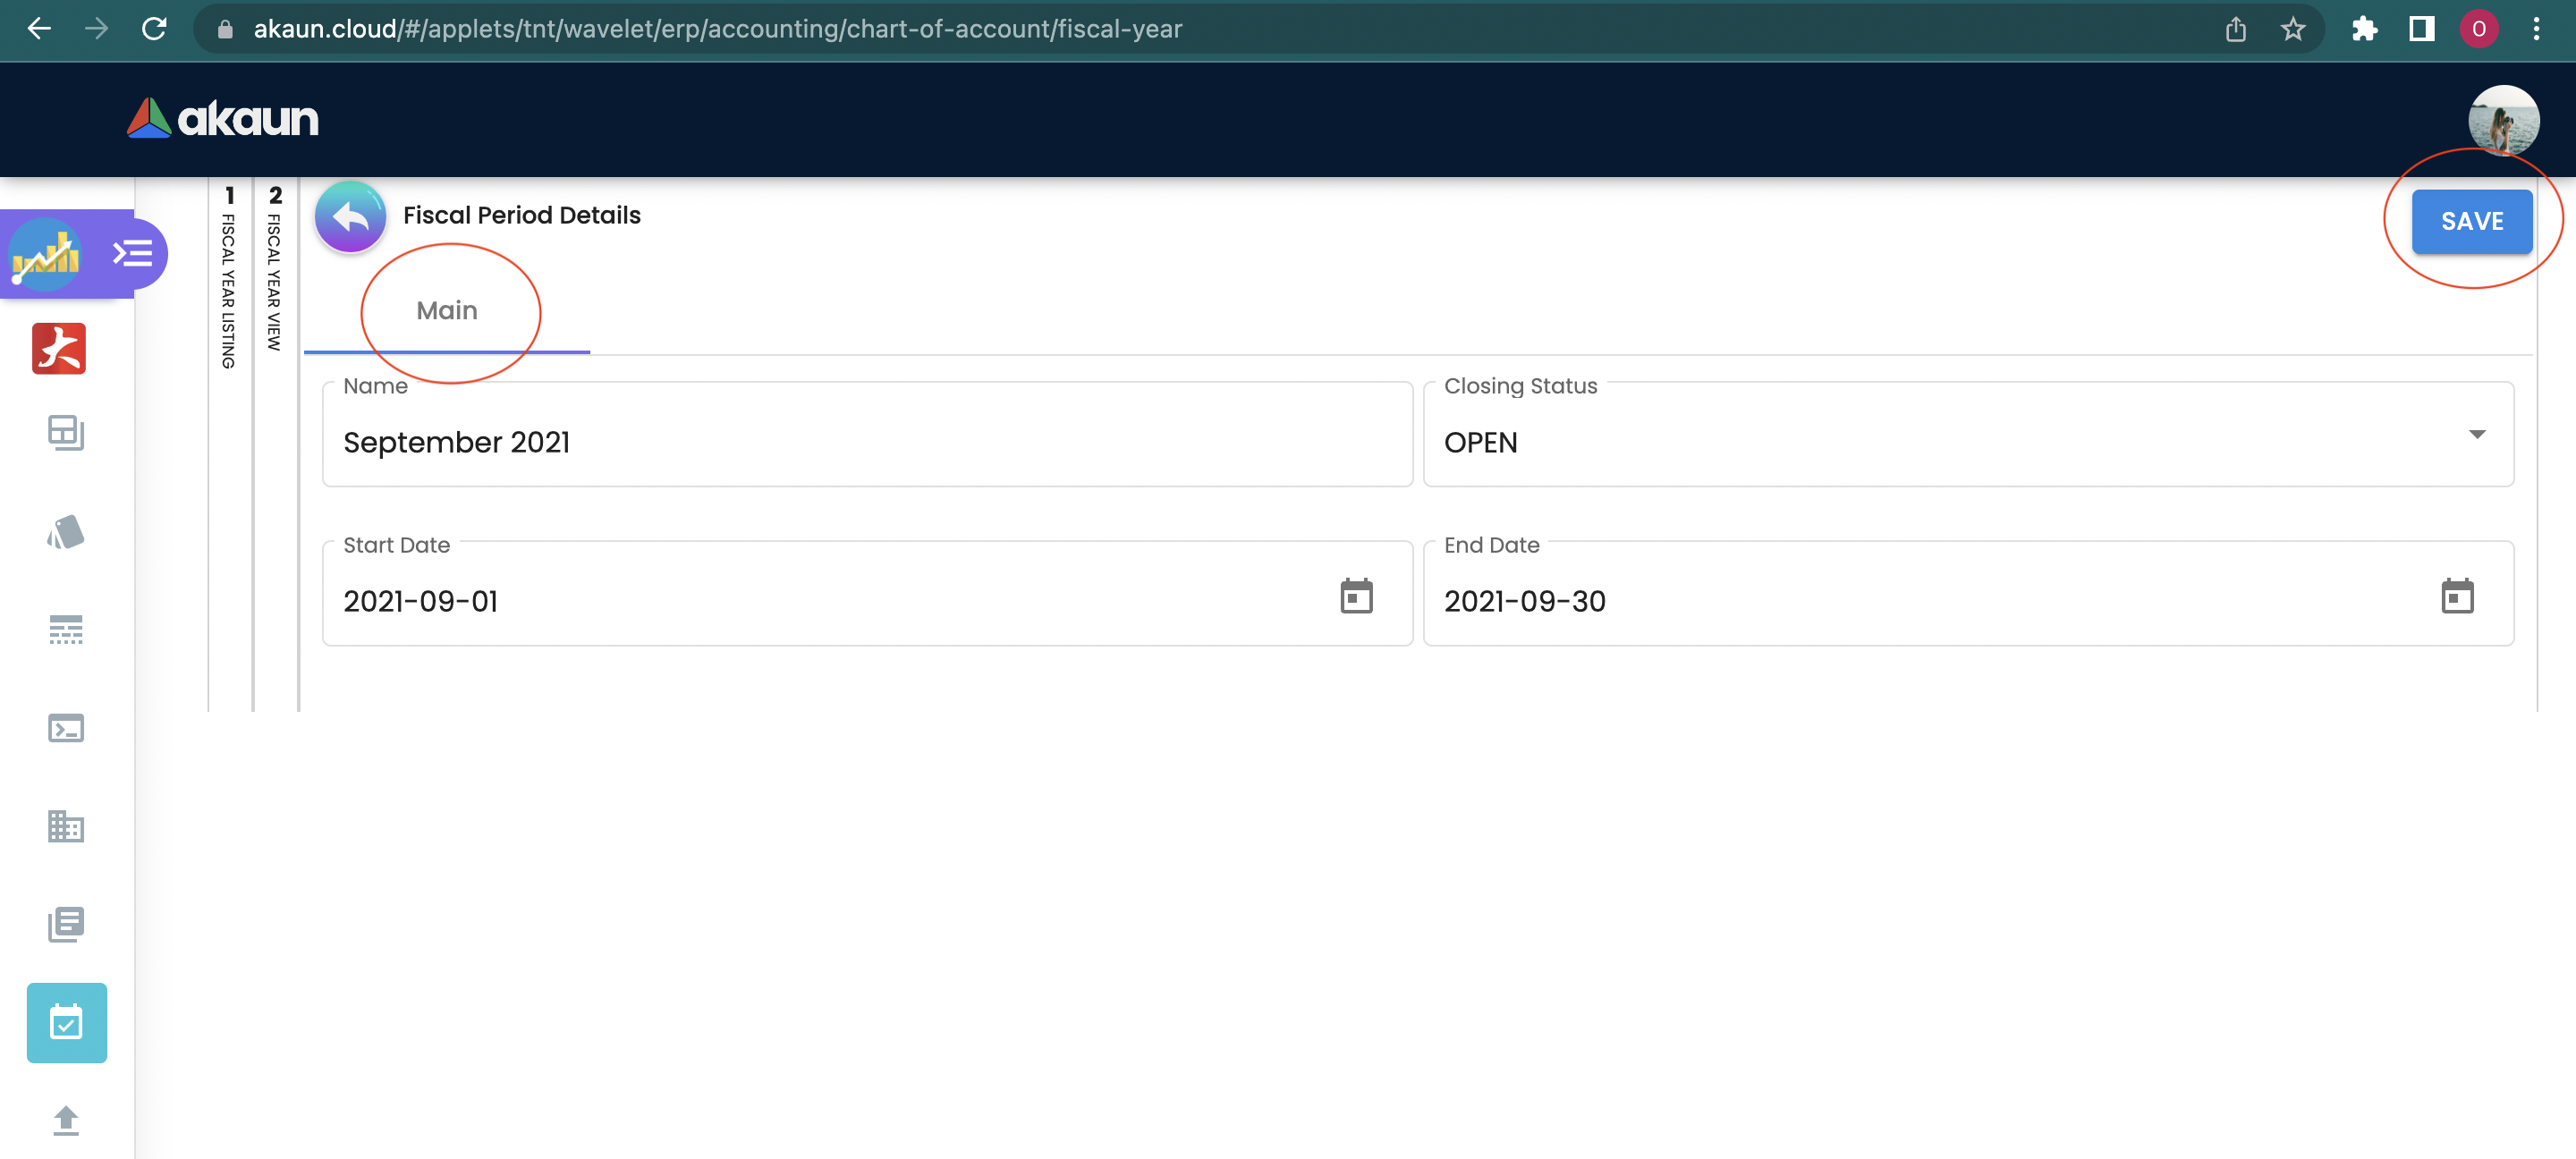 akaun.cloud/#/applets/tnt/wavelet/erp/accounting/chart-of-account/fiscal-year
O
akaun
1 FISCAL YEAR LISTING
2 FISCAL YEAR VIEW
Fiscal Period Details
SAVE
Main
Name
September 2021
Closing Status
OPEN
Start Date
2021-09-01
End Date
2021-09-30